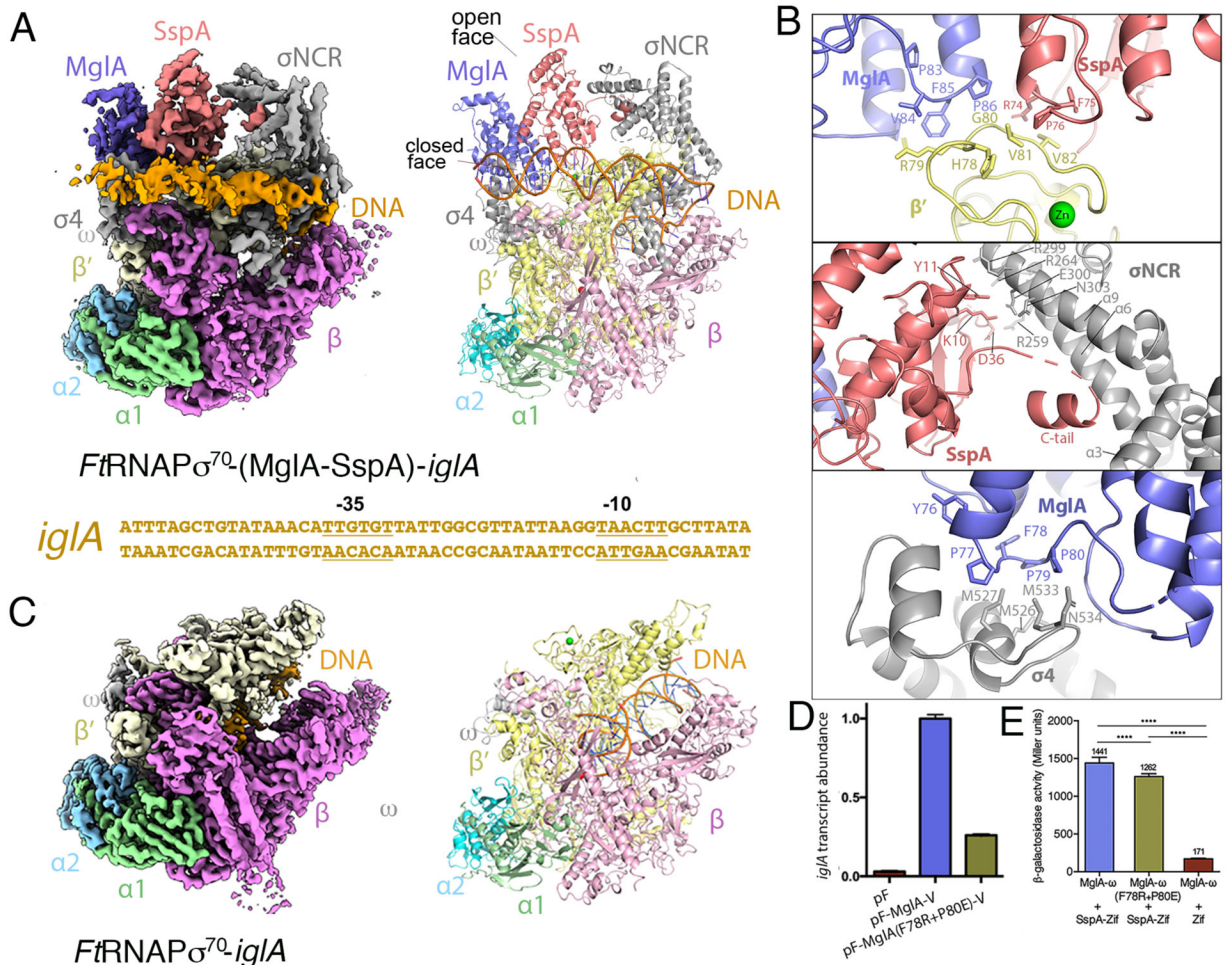 A
SspA
MglA
σNCR
σ4
ω
β′
DNA
β
α2
α1
open
face
SspA
MglA
σNCR
closed
face
σ4
ω
DNA
β′
β
α2
α1
FtRNAPσ⁷⁰-(MglA-SspA)-iglA
-35
-10
iglA
ATTTAGCTGTATAAACATTGTGTTATTGGCGTTATTAAGGTAACTTGCTTATA
TAAATCGACATATTTGTAACACAATAACCGCAATAATTCCATTGAACGAATAT
B
MglA
SspA
P83
F85
P86
R74
F75
G80
P76
V84
V81
V82
R79
H78
β′
Zn
R299
R264
σNCR
Y11
E300
N303
α9
α6
R259
K10
D36
C-tail
SspA
α3
MglA
Y76
F78
P77
P80
P79
M533
M527
M526
N534
σ4
C
DNA
ω
β′
β
ω
α2
α1
DNA
ω
β′
β
α2
α1
FtRNAPσ⁷⁰-iglA
D
iglA transcript abundance
1.0
0.5
0.0
pF
pF-MglA-V
pF-MglA(F78R+P80E)-V
E
β-galactosidase actvity (Miller units)
2000
1500
1000
500
0
****
**** ****
1441
1262
171
MglA-ω MglA-ω MglA-ω
(F78R+P80E)
+ + +
SspA-Zif SspA-Zif Zif